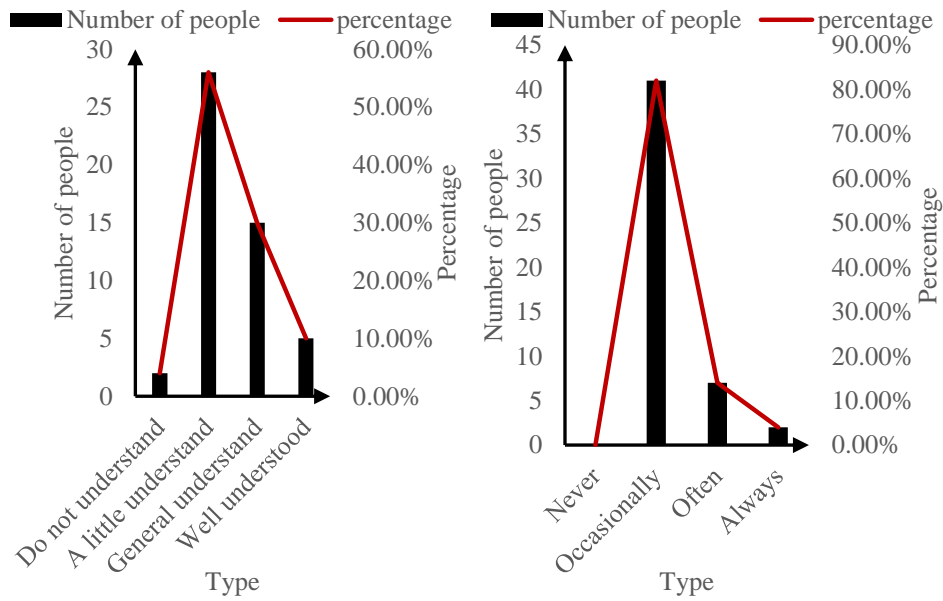 Number of people percentage
30
25
20
15
10
5
0
Number of people
60.00%
50.00%
40.00%
30.00%
20.00%
10.00%
0.00%
Percentage
Do not understand
A little understand
General understand
Well understood
Type
Number of people percentage
45
40
35
30
25
20
15
10
5
0
Number of people
90.00%
80.00%
70.00%
60.00%
50.00%
40.00%
30.00%
20.00%
10.00%
0.00%
Percentage
Never
Occasionally
Often
Always
Type